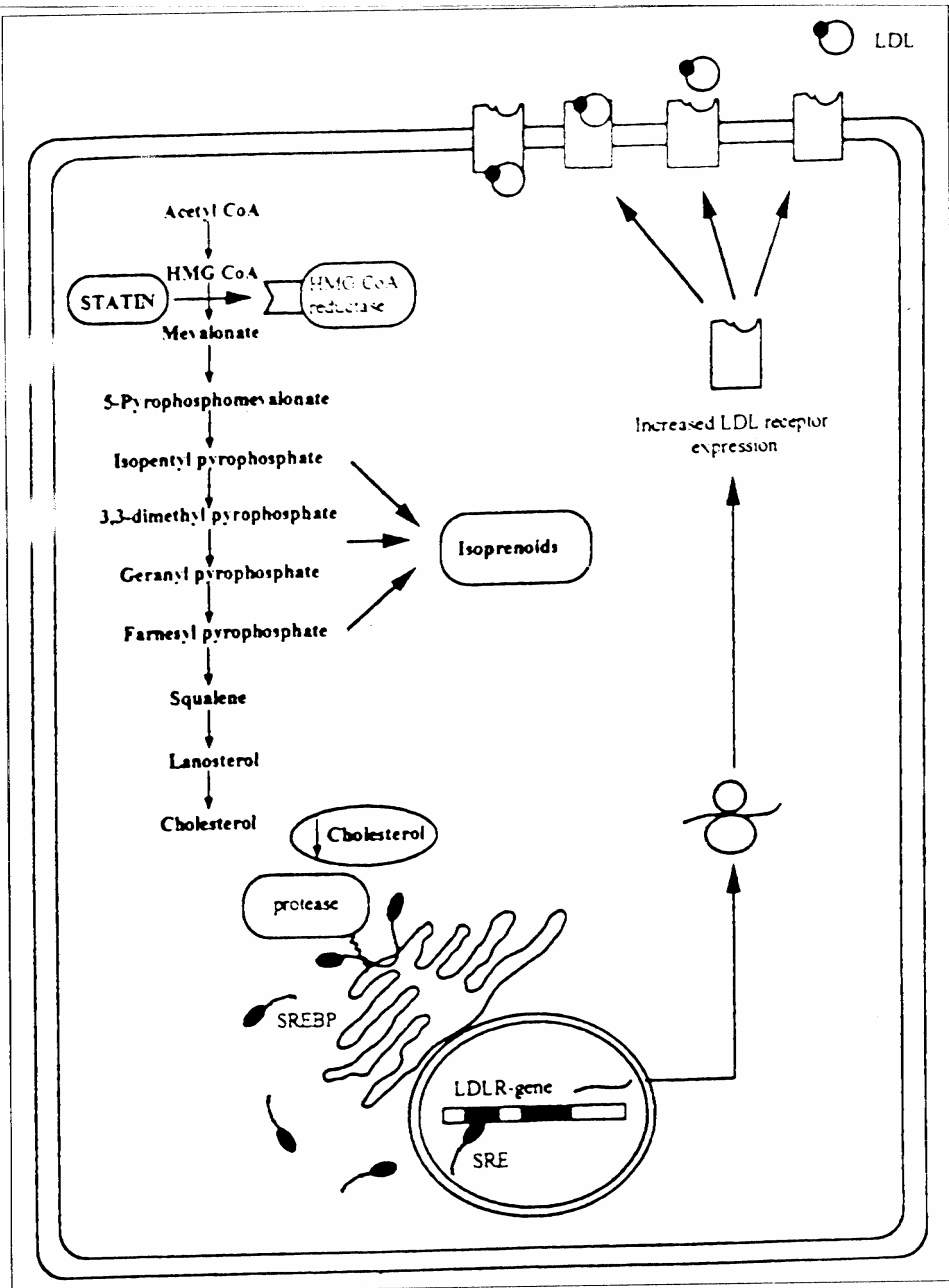 LDL
Acetyl CoA
HMG CoA
STATIN
HMG CoA
reductase
Mevalonate
5-Pyrophosphomevalonate
Increased LDL receptor
expression
Isopentyl pyrophosphate
3,3-dimethyl pyrophosphate
Isoprenoids
Geranyl pyrophosphate
Farnesyl pyrophosphate
Squalene
Lanosterol
Cholesterol
Cholesterol
protease
SREBP
LDLR-gene
SRE